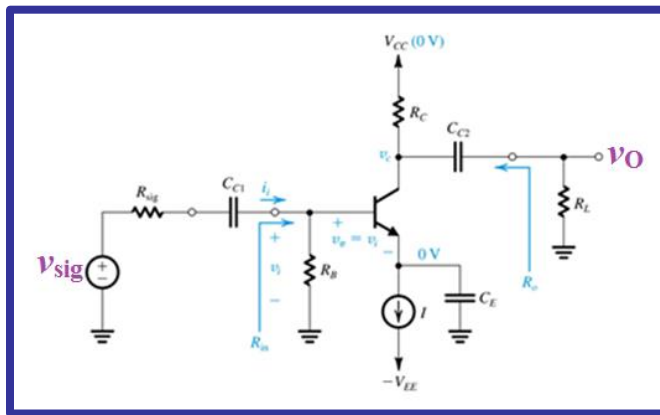 V_CC (0 V)
R_C
C_C2
v_c
v_O
C_C1
i_i
R_sig
R_L
+
v_π = v_i
−
0 V
v_sig
+
−
+
v_i
−
R_B
R_o
I
C_E
R_in
−V_EE